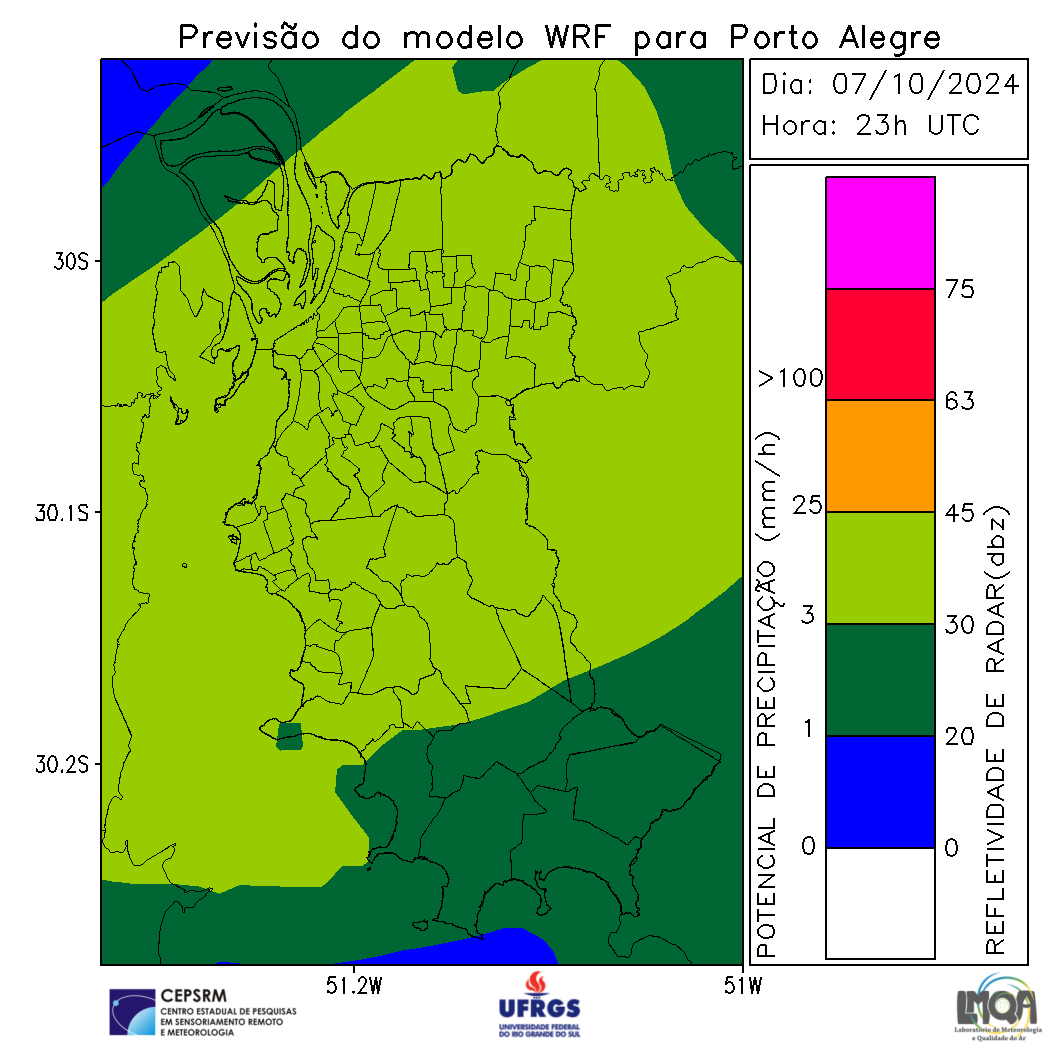 Previsão do modelo WRF para Porto Alegre
Dia: 07/10/2024
Hora: 23h UTC
30S
30.1S
30.2S
51.2W
51W
POTENCIAL DE PRECIPITAÇÃO (mm/h)
>100
25
3
1
0
75
63
45
30
20
0
REFLETIVIDADE DE RADAR(dbz)
CEPSRM
CENTRO ESTADUAL DE PESQUISAS
EM SENSORIAMENTO REMOTO
E METEOROLOGIA
UFRGS
UNIVERSIDADE FEDERAL
DO RIO GRANDE DO SUL
LMQA
Laboratório de Meteorologia
e Qualidade do Ar